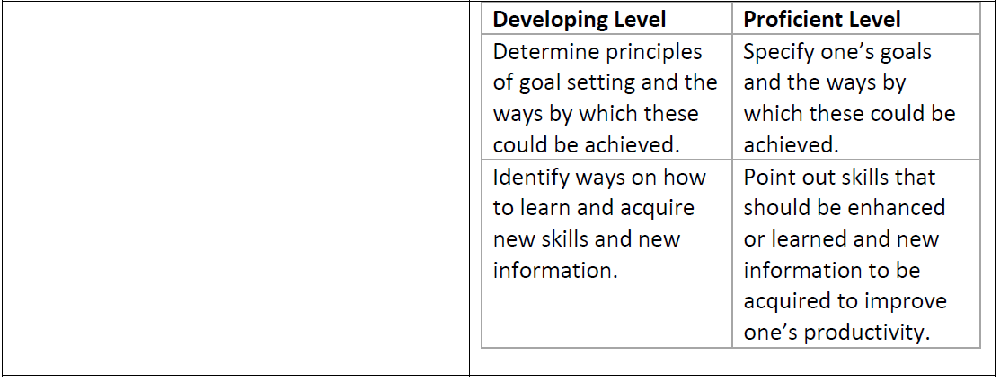 Developing Level
Proficient Level
Determine principles
of goal setting and the
ways by which these
could be achieved.
Specify one’s goals
and the ways by
which these could be
achieved.
Identify ways on how
to learn and acquire
new skills and new
information.
Point out skills that
should be enhanced
or learned and new
information to be
acquired to improve
one’s productivity.